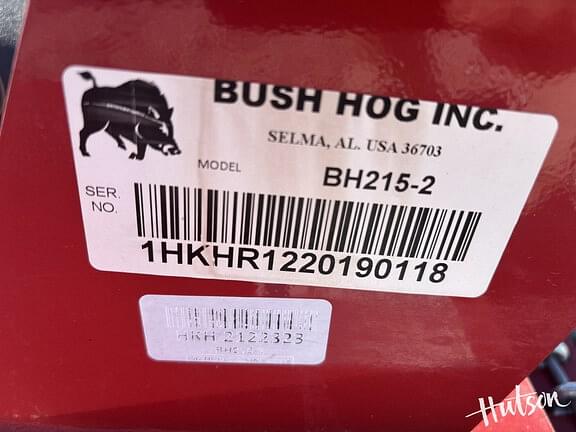 BUSH HOG INC.
SELMA, AL. USA 36703
MODEL BH215-2
SER.
NO.
1HKHR1220190118
HKH 2122323
Hutson